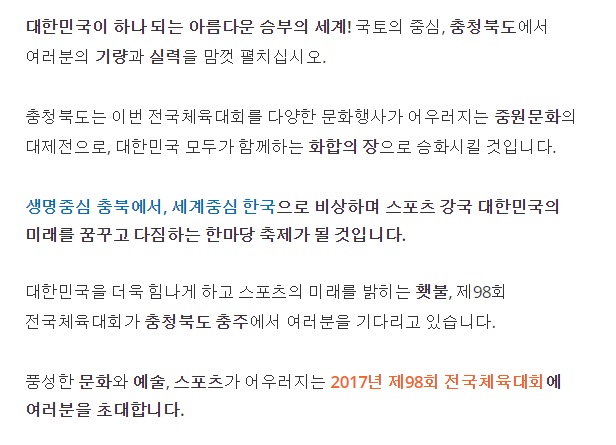 대한민국이 하나 되는 아름다운 승부의 세계! 국토의 중심, 충청북도에서
여러분의 기량과 실력을 맘껏 펼치십시오.
충청북도는 이번 전국체육대회를 다양한 문화행사가 어우러지는 중원문화의
대제전으로, 대한민국 모두가 함께하는 화합의 장으로 승화시킬 것입니다.
생명중심 충북에서, 세계중심 한국으로 비상하며 스포츠 강국 대한민국의
미래를 꿈꾸고 다짐하는 한마당 축제가 될 것입니다.
대한민국을 더욱 힘나게 하고 스포츠의 미래를 밝히는 횃불, 제98회
전국체육대회가 충청북도 충주에서 여러분을 기다리고 있습니다.
풍성한 문화와 예술, 스포츠가 어우러지는 2017년 제98회 전국체육대회에
여러분을 초대합니다.